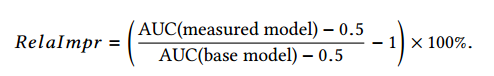 RelaImpr = ( AUC(measured model) − 0.5 / AUC(base model) − 0.5 − 1 ) × 100%.